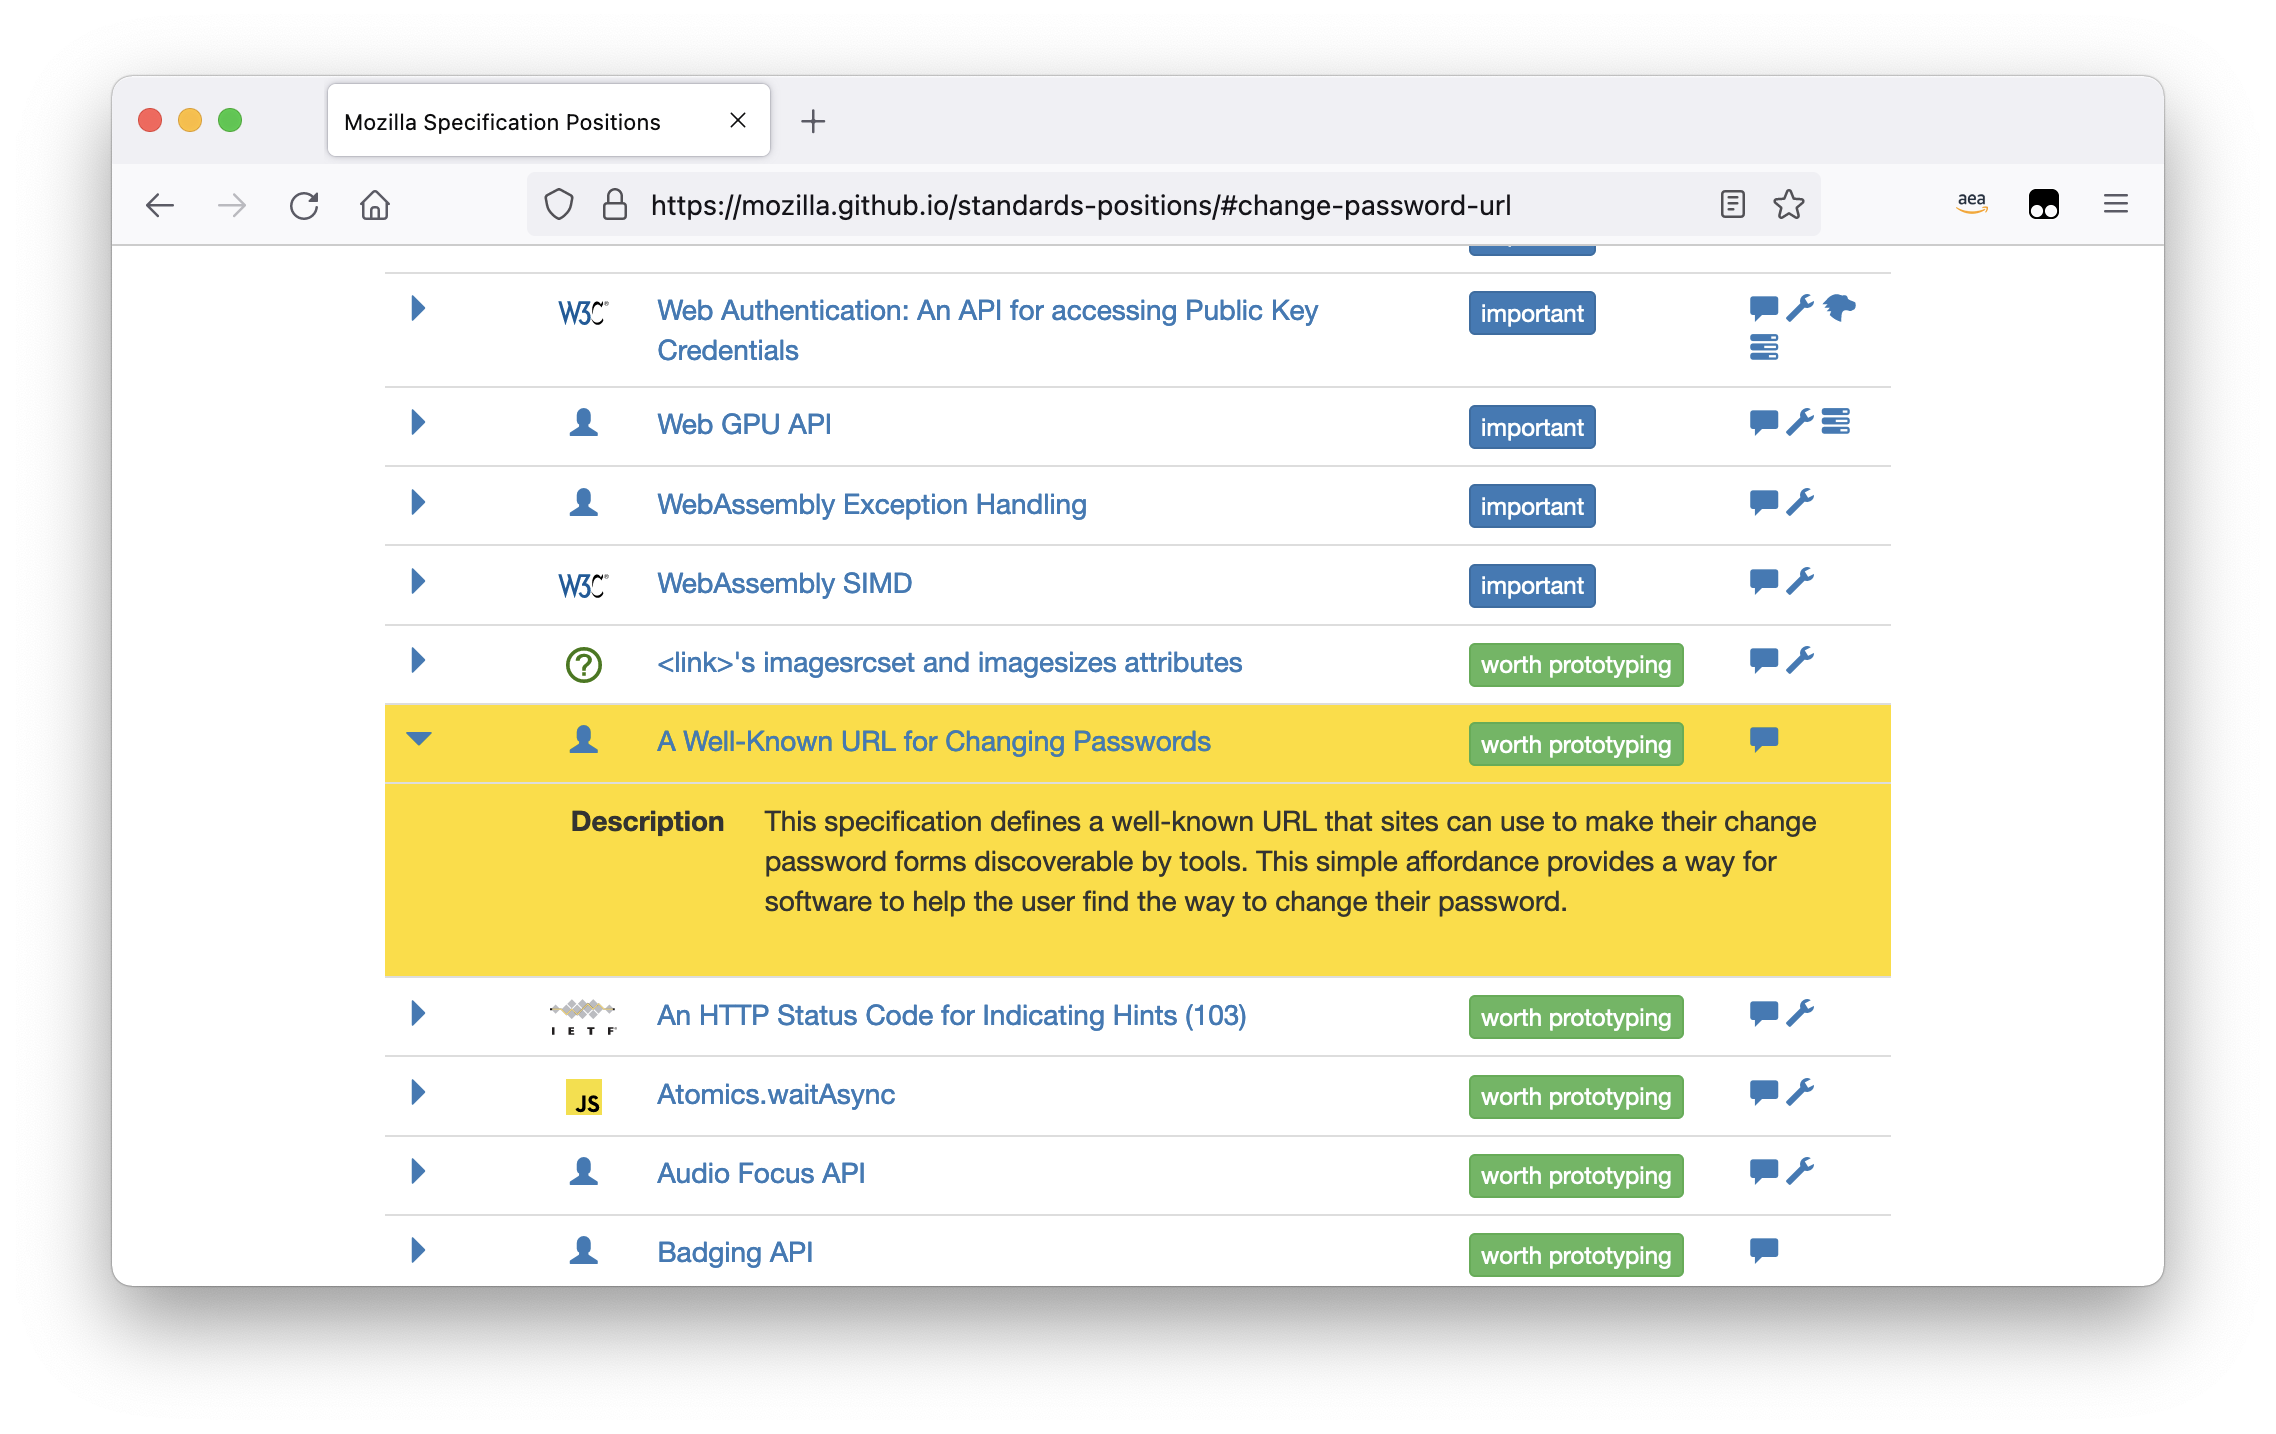 Mozilla Specification Positions
https://mozilla.github.io/standards-positions/#change-password-url
aea
W3C Web Authentication: An API for accessing Public Key
Credentials
important
Web GPU API important
WebAssembly Exception Handling important
W3C WebAssembly SIMD important
<link>'s imagesrcset and imagesizes attributes worth prototyping
A Well-Known URL for Changing Passwords worth prototyping
Description This specification defines a well-known URL that sites can use to make their change
password forms discoverable by tools. This simple affordance provides a way for
software to help the user find the way to change their password.
IETF An HTTP Status Code for Indicating Hints (103) worth prototyping
JS Atomics.waitAsync worth prototyping
Audio Focus API worth prototyping
Badging API worth prototyping